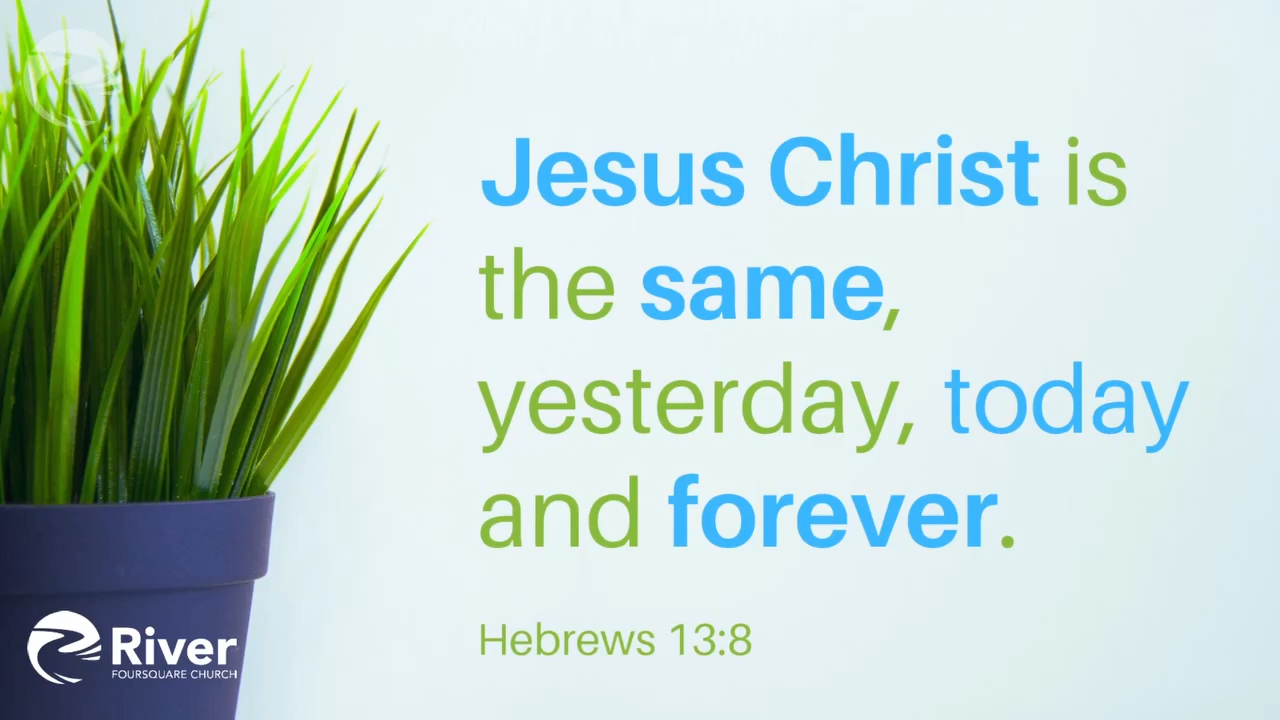 Jesus Christ is
the same,
yesterday, today
and forever.
Hebrews 13:8
River
FOURSQUARE CHURCH